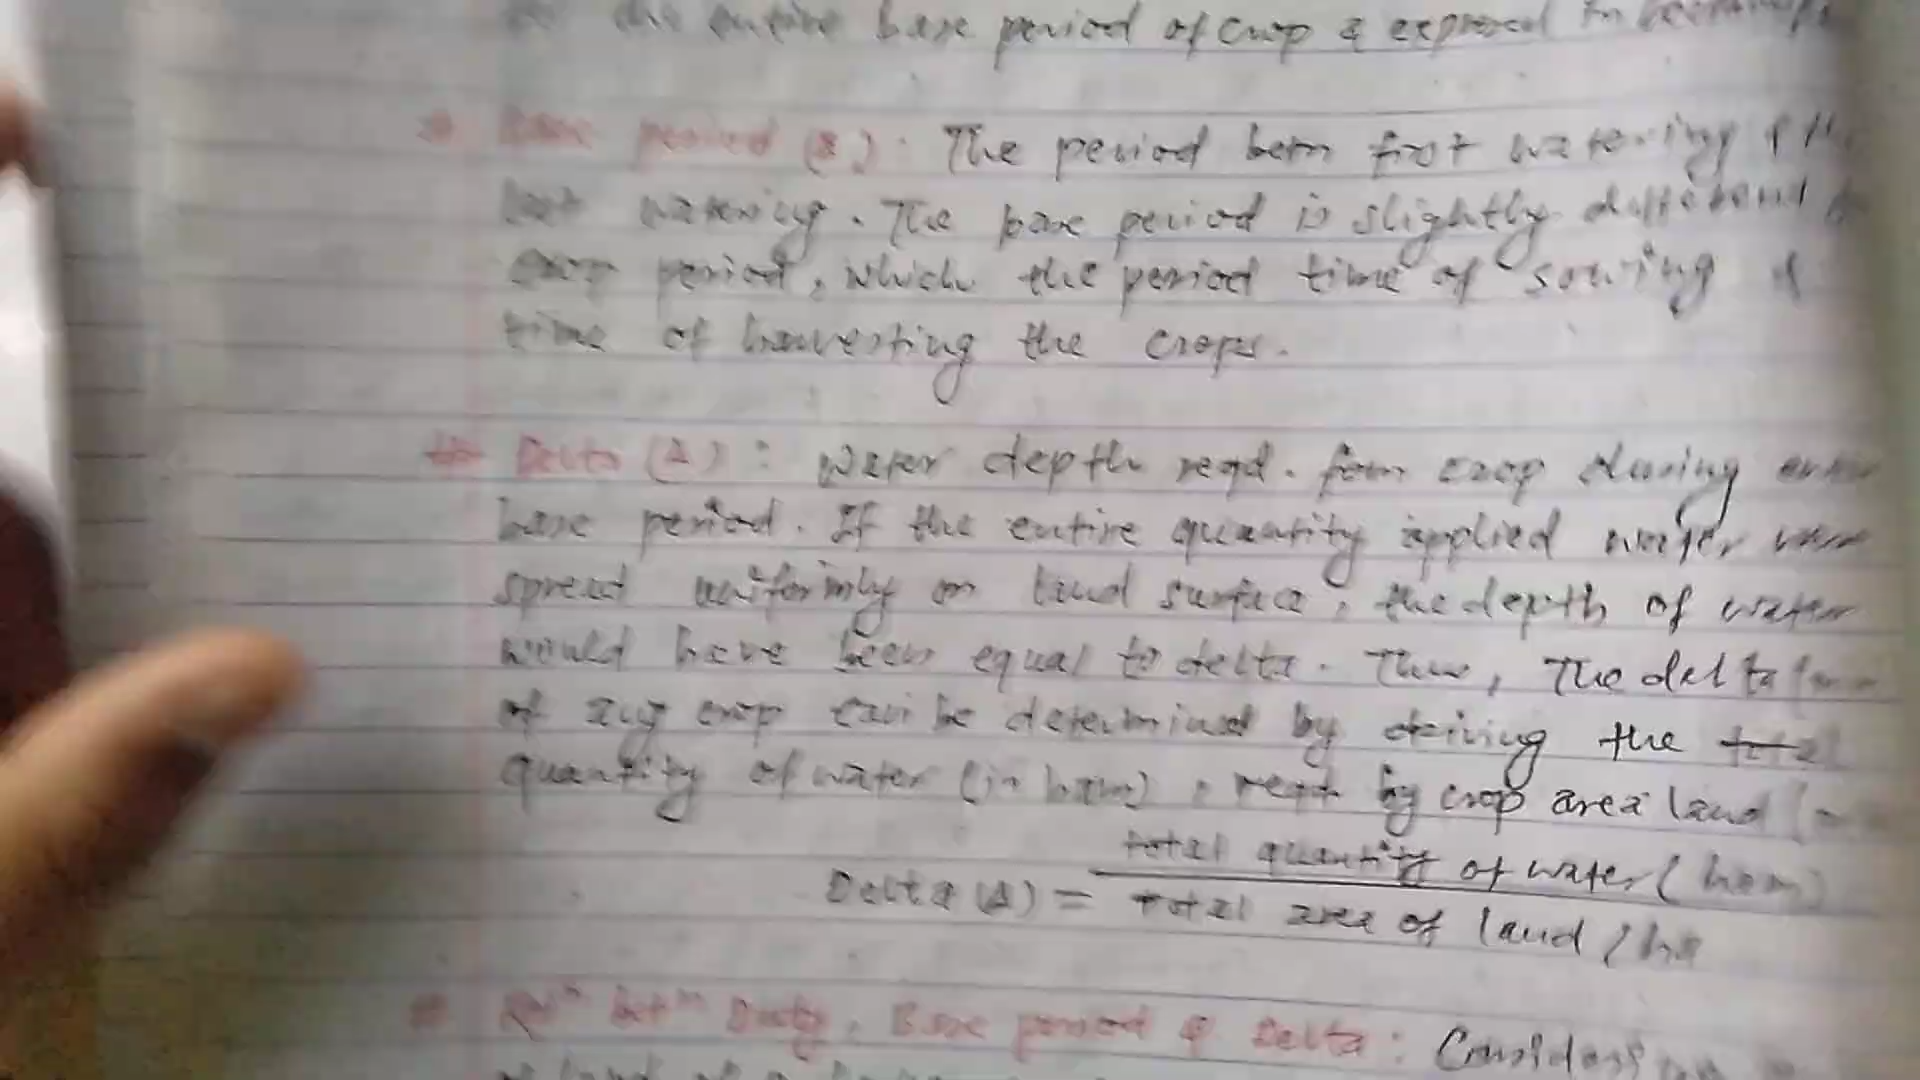 the entire base period of crop & expressed in
Base period (B): The period betn first watering & the
last watering. The base period is slightly different
crop period, which the period time of sowing &
time of harvesting the crops.
Delta (Δ): Water depth reqd. fom crop during
base period. If the entire quantity applied water were
spread uniformly on land surface, the depth of water
would have been equal to delta. Thus, The delta
of any crop can be determined by dividing the total
quantity of water (in ham), reqd by crop area land
total quantity of water (ham)
Delta (Δ) =
total area of land (ha
Relⁿ betⁿ Duty, Base period & Delta: